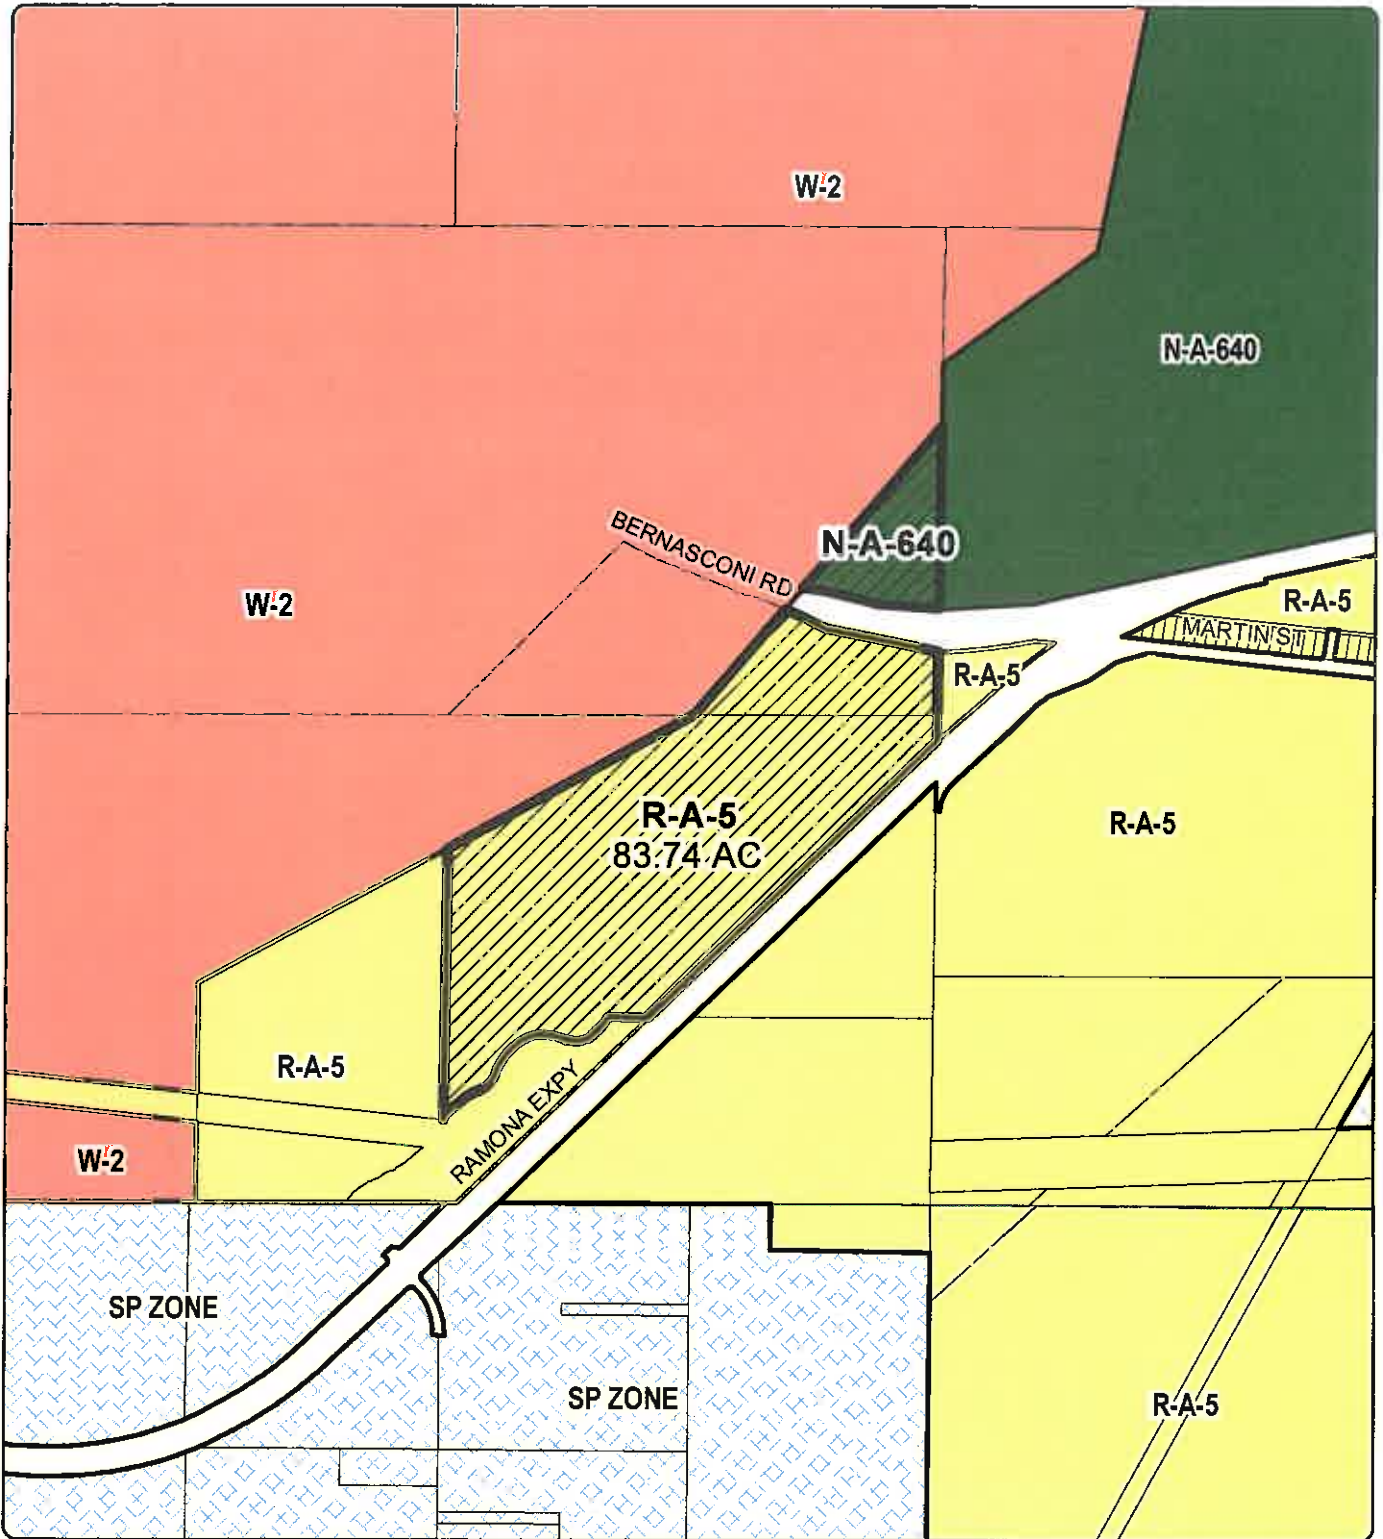 W-2
N-A-640
BERNASCONI RD
N-A-640
W-2
R-A-5
MARTIN ST
R-A-5
R-A-5
83.74 AC
R-A-5
R-A-5
RAMONA EXPY
W-2
SP ZONE
SP ZONE
R-A-5